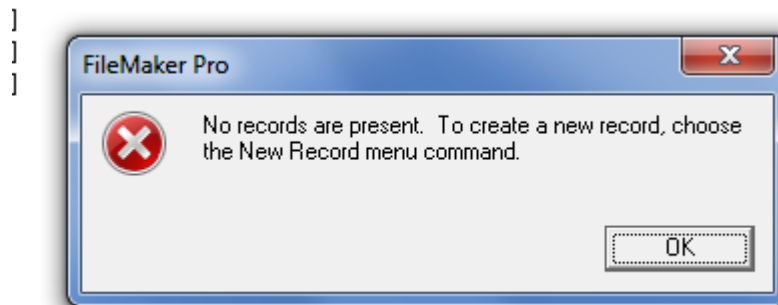 ]
]
]
FileMaker Pro
No records are present. To create a new record, choose
the New Record menu command.
OK